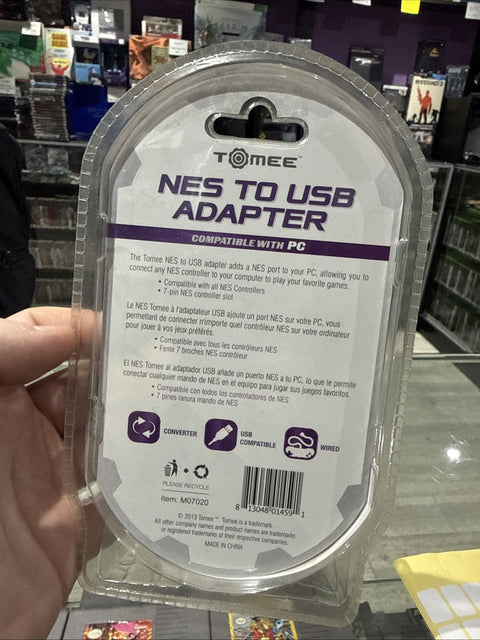 TOMEE™
NES TO USB
ADAPTER
COMPATIBLE WITH PC
The Tomee NES to USB adapter adds a NES port to your PC, allowing you to
connect any NES controller to your computer to play your favorite games.
• Compatible with all NES Controllers
• 7-pin NES controller slot
Le NES Tomee à l'adaptateur USB ajoute un port NES sur votre PC, vous
permettant de connecter n'importe quel contrôleur NES sur votre ordinateur
pour jouer à vos jeux préférés.
• Compatible avec tous les contrôleurs NES
• Fente 7 broches NES contrôleur
El NES Tomee al adaptador USB añade un puerto NES a tu PC, lo que le permite
conectar cualquier mando de NES en el equipo para jugar sus juegos favoritos.
• Compatible con todos los controladores de NES
• 7 pines ranura mando de NES
CONVERTER
USB
COMPATIBLE
WIRED
PLEASE RECYCLE
Item: M07020
8 13048 01459 1
© 2013 Tomee™ Tomee is a trademark.
All other company names and product names are trademarks
or registered trademarks of their respective companies.
MADE IN CHINA